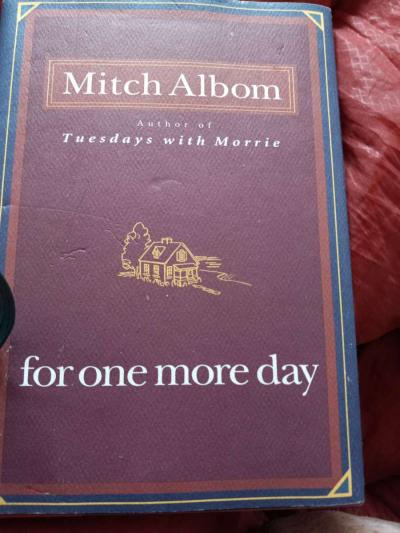 Mitch Albom
Author of
Tuesdays with Morrie
for one more day